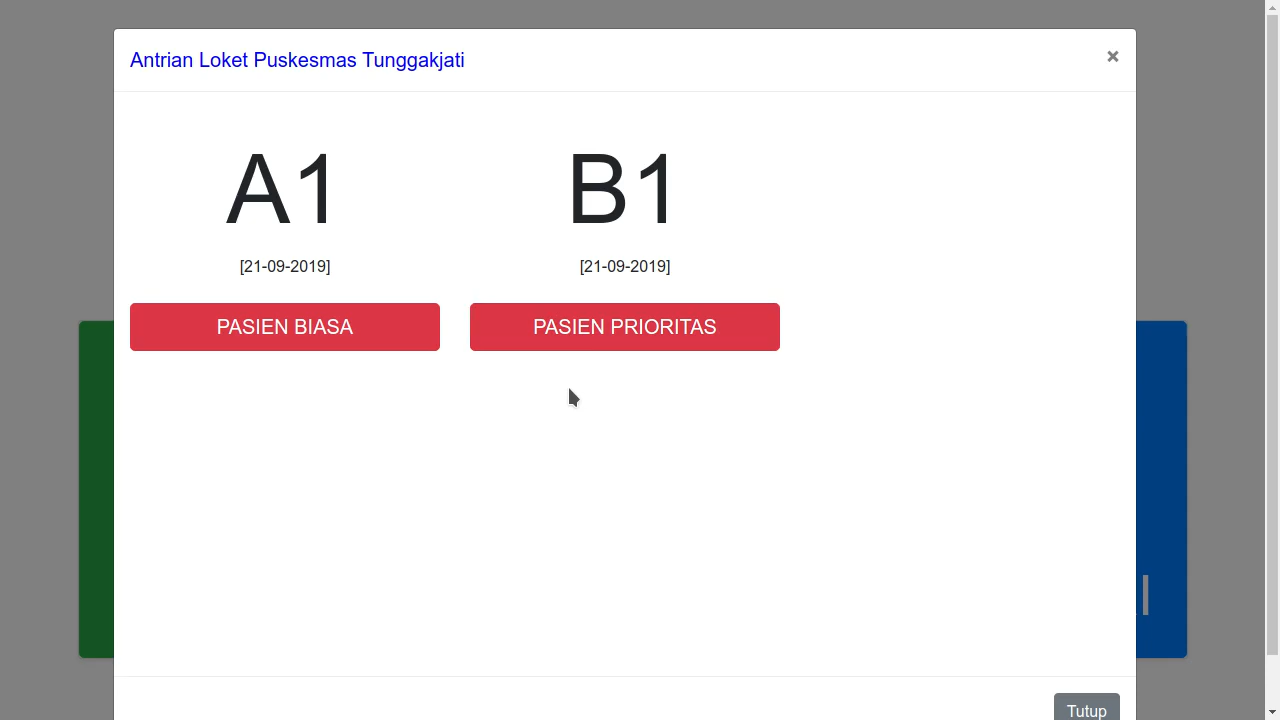 Antrian Loket Puskesmas Tunggakjati
×
A1
B1
[21-09-2019]
[21-09-2019]
PASIEN BIASA
PASIEN PRIORITAS
Tutup